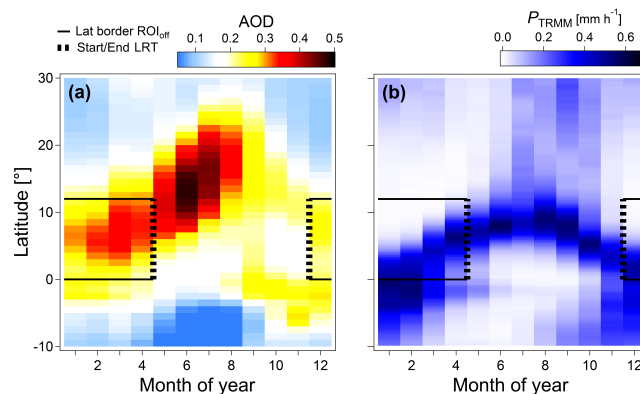 Lat border ROIoff
Start/End LRT
AOD
0.1 0.2 0.3 0.4 0.5
PTRMM [mm h-1]
0.0 0.2 0.4 0.6
(a)
(b)
Latitude [°]
30
20
10
0
-10
2 4 6 8 10 12
Month of year
2 4 6 8 10 12
Month of year